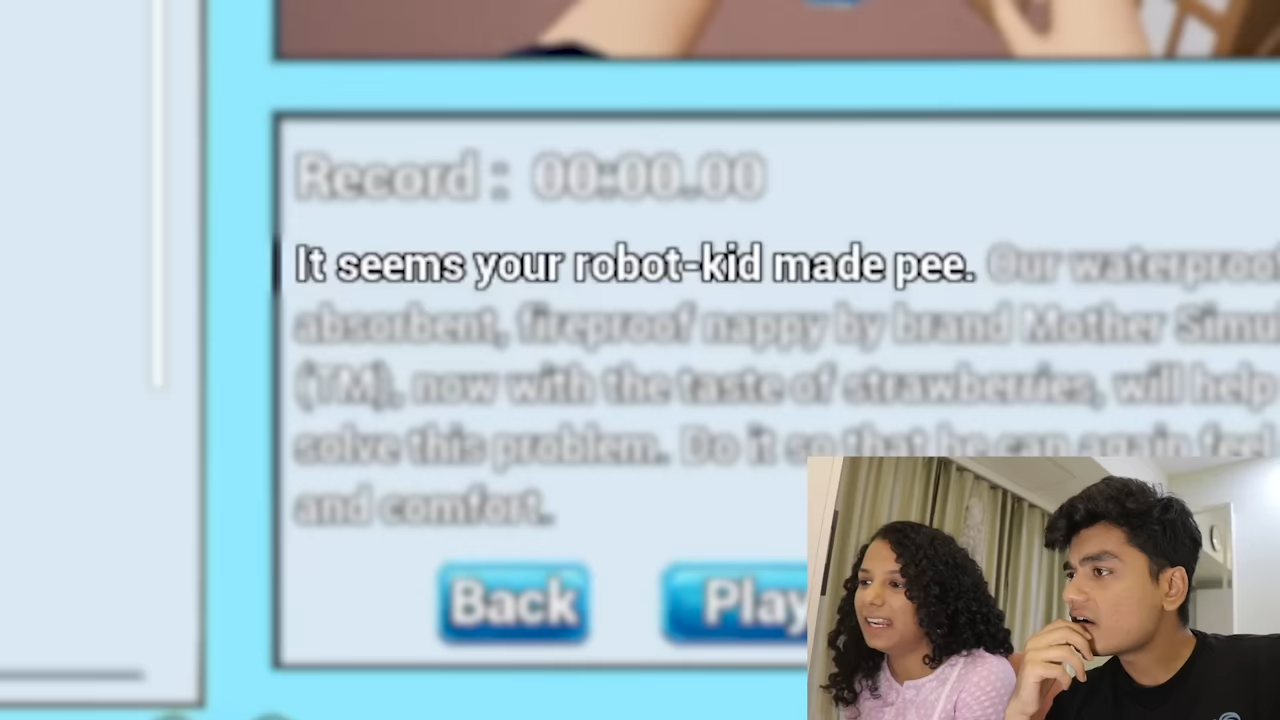 Record : 00:00.00
It seems your robot-kid made pee. Our waterproof
absorbent, fireproof nappy by brand Mother Simu
(TM), now with the taste of strawberries, will help
solve this problem. Do it so that he can again feel
and comfort.
Back Play